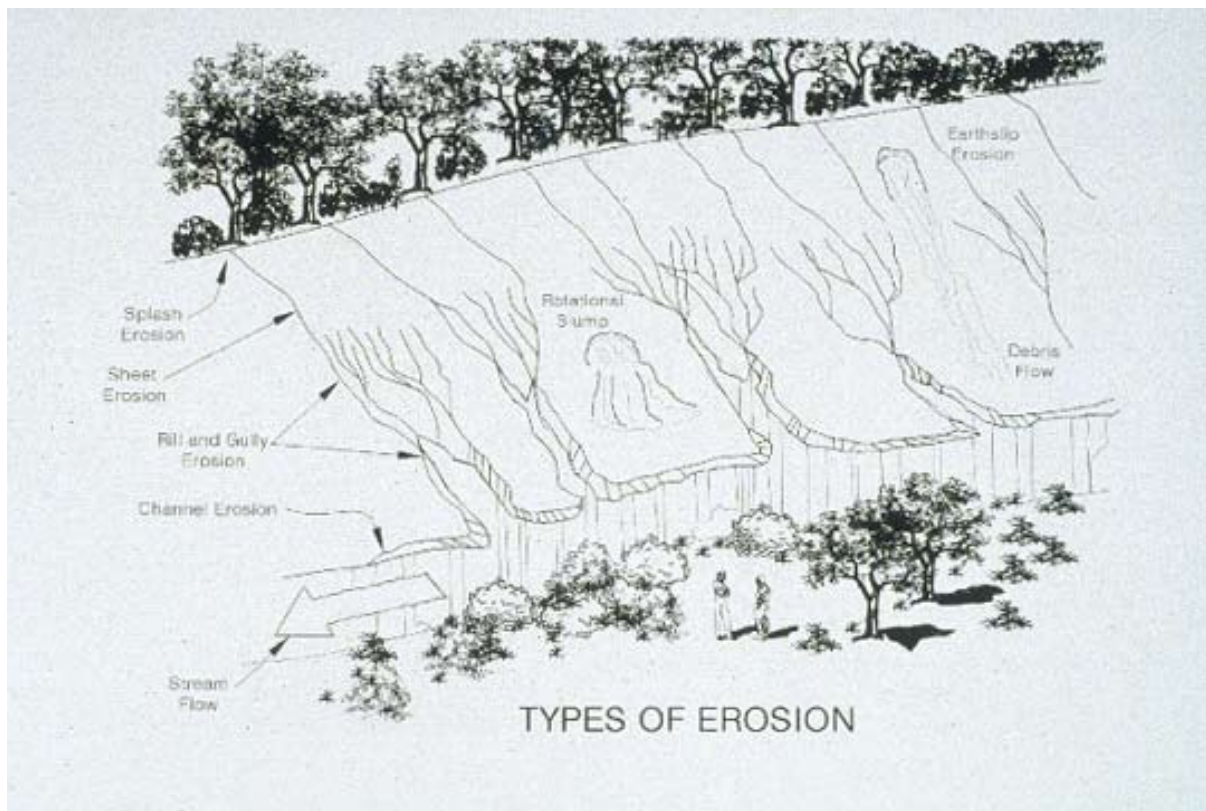 Earthslip
Erosion
Splash
Erosion
Rotational
Slump
Sheet
Erosion
Debris
Flow
Rill and Gully
Erosion
Channel Erosion
Stream
Flow
TYPES OF EROSION